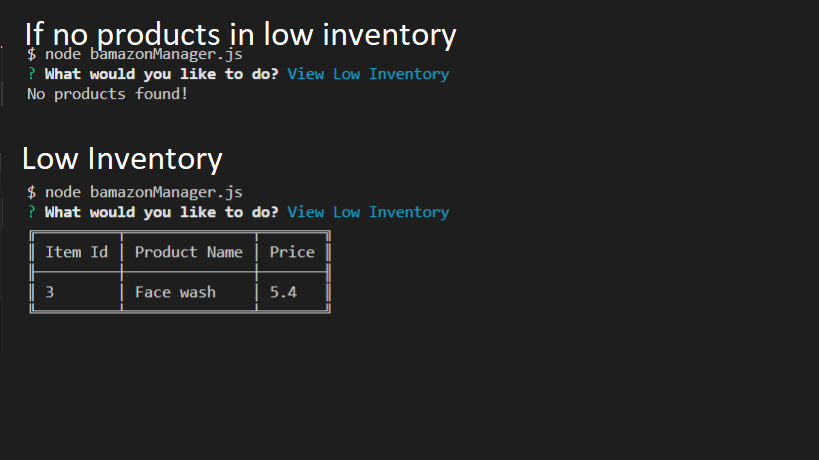 If no products in low inventory
$ node bamazonManager.js
? What would you like to do? View Low Inventory
No products found!
Low Inventory
$ node bamazonManager.js
? What would you like to do? View Low Inventory
Item Id Product Name Price
3 Face wash 5.4